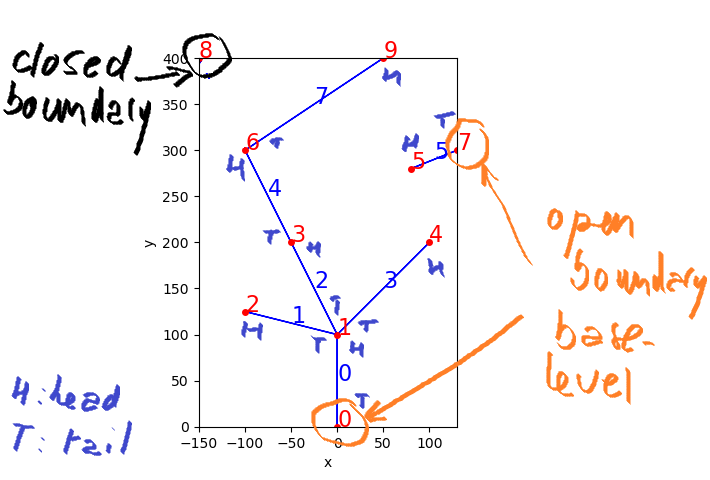 closed
boundary
400
350
300
250
200
150
100
50
0
y
−150 −100 −50 0 50 100
x
8
9
H
7
6
T
H
T
7
H
5
5
4
3
T
H
4
H
2
3
T
2
1
H
1
T
T
H
0
T
0
open
boundary
base-
level
H: head
T: tail